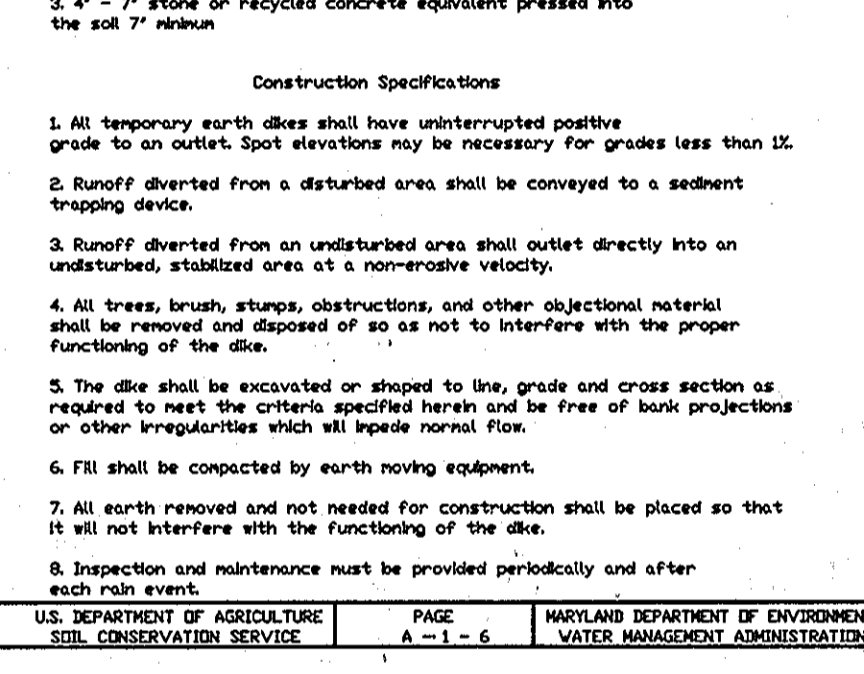 3. 4" - 7" stone or recycled concrete equivalent pressed into
the soil 7" minimum
Construction Specifications
1. All temporary earth dikes shall have uninterrupted positive
grade to an outlet. Spot elevations may be necessary for grades less than 1%.
2. Runoff diverted from a disturbed area shall be conveyed to a sediment
trapping device.
3. Runoff diverted from an undisturbed area shall outlet directly into an
undisturbed, stabilized area at a non-erosive velocity.
4. All trees, brush, stumps, obstructions, and other objectional material
shall be removed and disposed of so as not to interfere with the proper
functioning of the dike.
5. The dike shall be excavated or shaped to line, grade and cross section as
required to meet the criteria specified herein and be free of bank projections
or other irregularities which will impede normal flow.
6. Fill shall be compacted by earth moving equipment.
7. All earth removed and not needed for construction shall be placed so that
it will not interfere with the functioning of the dike.
8. Inspection and maintenance must be provided periodically and after
each rain event.
U.S. DEPARTMENT OF AGRICULTURE PAGE MARYLAND DEPARTMENT OF ENVIRONMEN
SOIL CONSERVATION SERVICE A - 1 - 6 WATER MANAGEMENT ADMINISTRATION